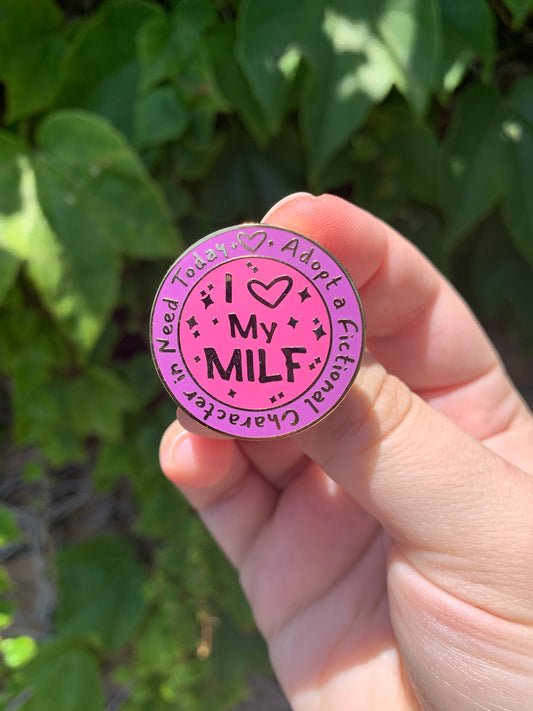 I ♡ 
My
MILF
Adopt a Fictional Character in Need Today